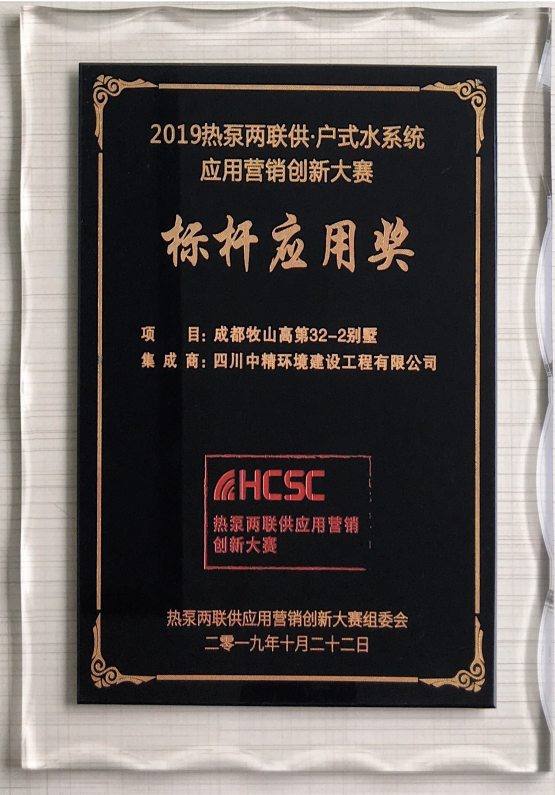 2019热泵两联供·户式水系统
应用营销创新大赛
标杆应用奖
项 目：成都牧山高第32-2别墅
集成商：四川中精环境建设工程有限公司
HCSC
热泵两联供应用营销
创新大赛
热泵两联供应用营销创新大赛组委会
二零一九年十月二十二日